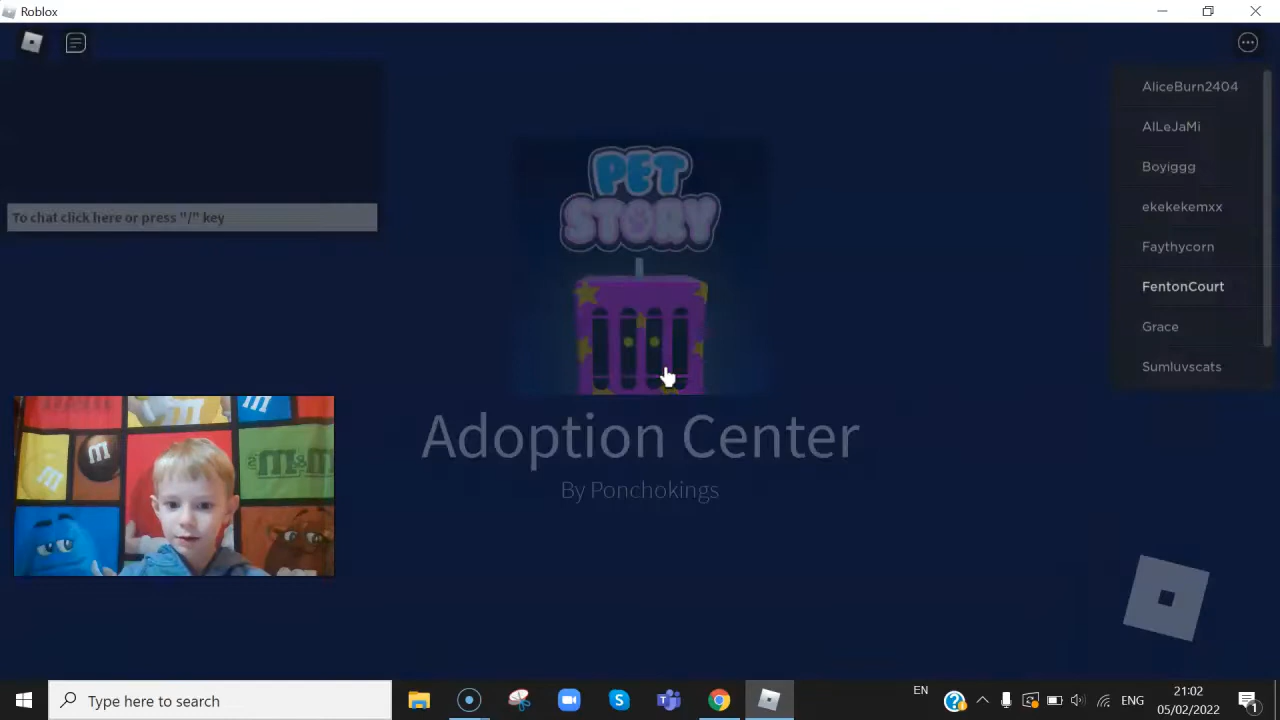 Roblox
AliceBurn2404
AlLeJaMi
Boyiggg
ekekekemxx
Faythycorn
FentonCourt
Grace
Sumluvscats
To chat click here or press "/" key
PET
STORY
Adoption Center
By Ponchokings
m
m
m
m&m's
Type here to search
EN
ENG
21:02
05/02/2022
1